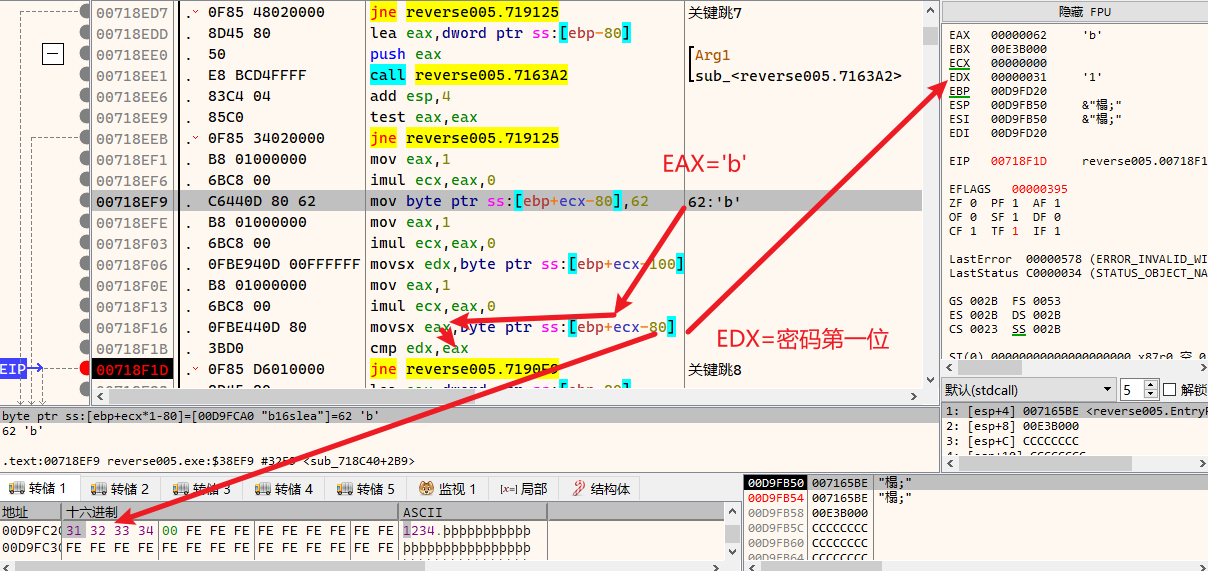 00718ED7 . 0F85 48020000 jne reverse005.719125 关键跳7
00718EDD . 8D45 80 lea eax,dword ptr ss:[ebp-80]
00718EE0 . 50 push eax Arg1
00718EE1 . E8 BCD4FFFF call reverse005.7163A2 sub_<reverse005.7163A2>
00718EE6 . 83C4 04 add esp,4
00718EE9 . 85C0 test eax,eax
00718EEB . 0F85 34020000 jne reverse005.719125
00718EF1 . B8 01000000 mov eax,1
00718EF6 . 6BC8 00 imul ecx,eax,0
00718EF9 . C6440D 80 62 mov byte ptr ss:[ebp+ecx-80],62 62:'b'
00718EFE . B8 01000000 mov eax,1
00718F03 . 6BC8 00 imul ecx,eax,0
00718F06 . 0FBE940D 00FFFFFF movsx edx,byte ptr ss:[ebp+ecx-100]
00718F0E . B8 01000000 mov eax,1
00718F13 . 6BC8 00 imul ecx,eax,0
00718F16 . 0FBE440D 80 movsx eax,byte ptr ss:[ebp+ecx-80]
00718F1B . 3BD0 cmp edx,eax
EIP 00718F1D . 0F85 D6010000 jne 关键跳8
EAX='b'
EDX=密码第一位
隐藏 FPU
EAX 00000062 'b'
EBX 00E3B000
ECX 00000000
EDX 00000031 '1'
EBP 00D9FD20
ESP 00D9FB50 &"榻;"
ESI 00D9FB50 &"榻;"
EDI 00D9FD20
EIP 00718F1D reverse005.00718F1
EFLAGS 00000395
ZF 0 PF 1 AF 1
OF 0 SF 1 DF 0
CF 1 TF 1 IF 1
LastError 00000578 (ERROR_INVALID_WI
LastStatus C0000034 (STATUS_OBJECT_NA
GS 002B FS 0053
ES 002B DS 002B
CS 0023 SS 002B
默认(stdcall) 5 解锁
1: [esp+4] 007165BE <reverse005.EntryP
2: [esp+8] 00E3B000
3: [esp+C] CCCCCCCC
byte ptr ss:[ebp+ecx*1-80]=[00D9FCA0 "b16s1ea"]=62 'b'
62 'b'
转储 1 转储 2 转储 3 转储 4 转储 5 监视 1 [x=] 局部 结构体
地址 十六进制 ASCII
00D9FC20 31 32 33 34 00 FE FE FE FE FE FE FE FE FE FE FE 1234.þþþþþþþþþþþ
00D9FC30 FE FE FE FE FE FE FE FE FE FE FE FE FE FE FE FE þþþþþþþþþþþþþþþþ
00D9FB50 007165BE "榻;"
00D9FB54 007165BE "榻;"
00D9FB58 00E3B000
00D9FB5C CCCCCCCC
00D9FB60 CCCCCCCC
00D9FB64 CCCCCCCC